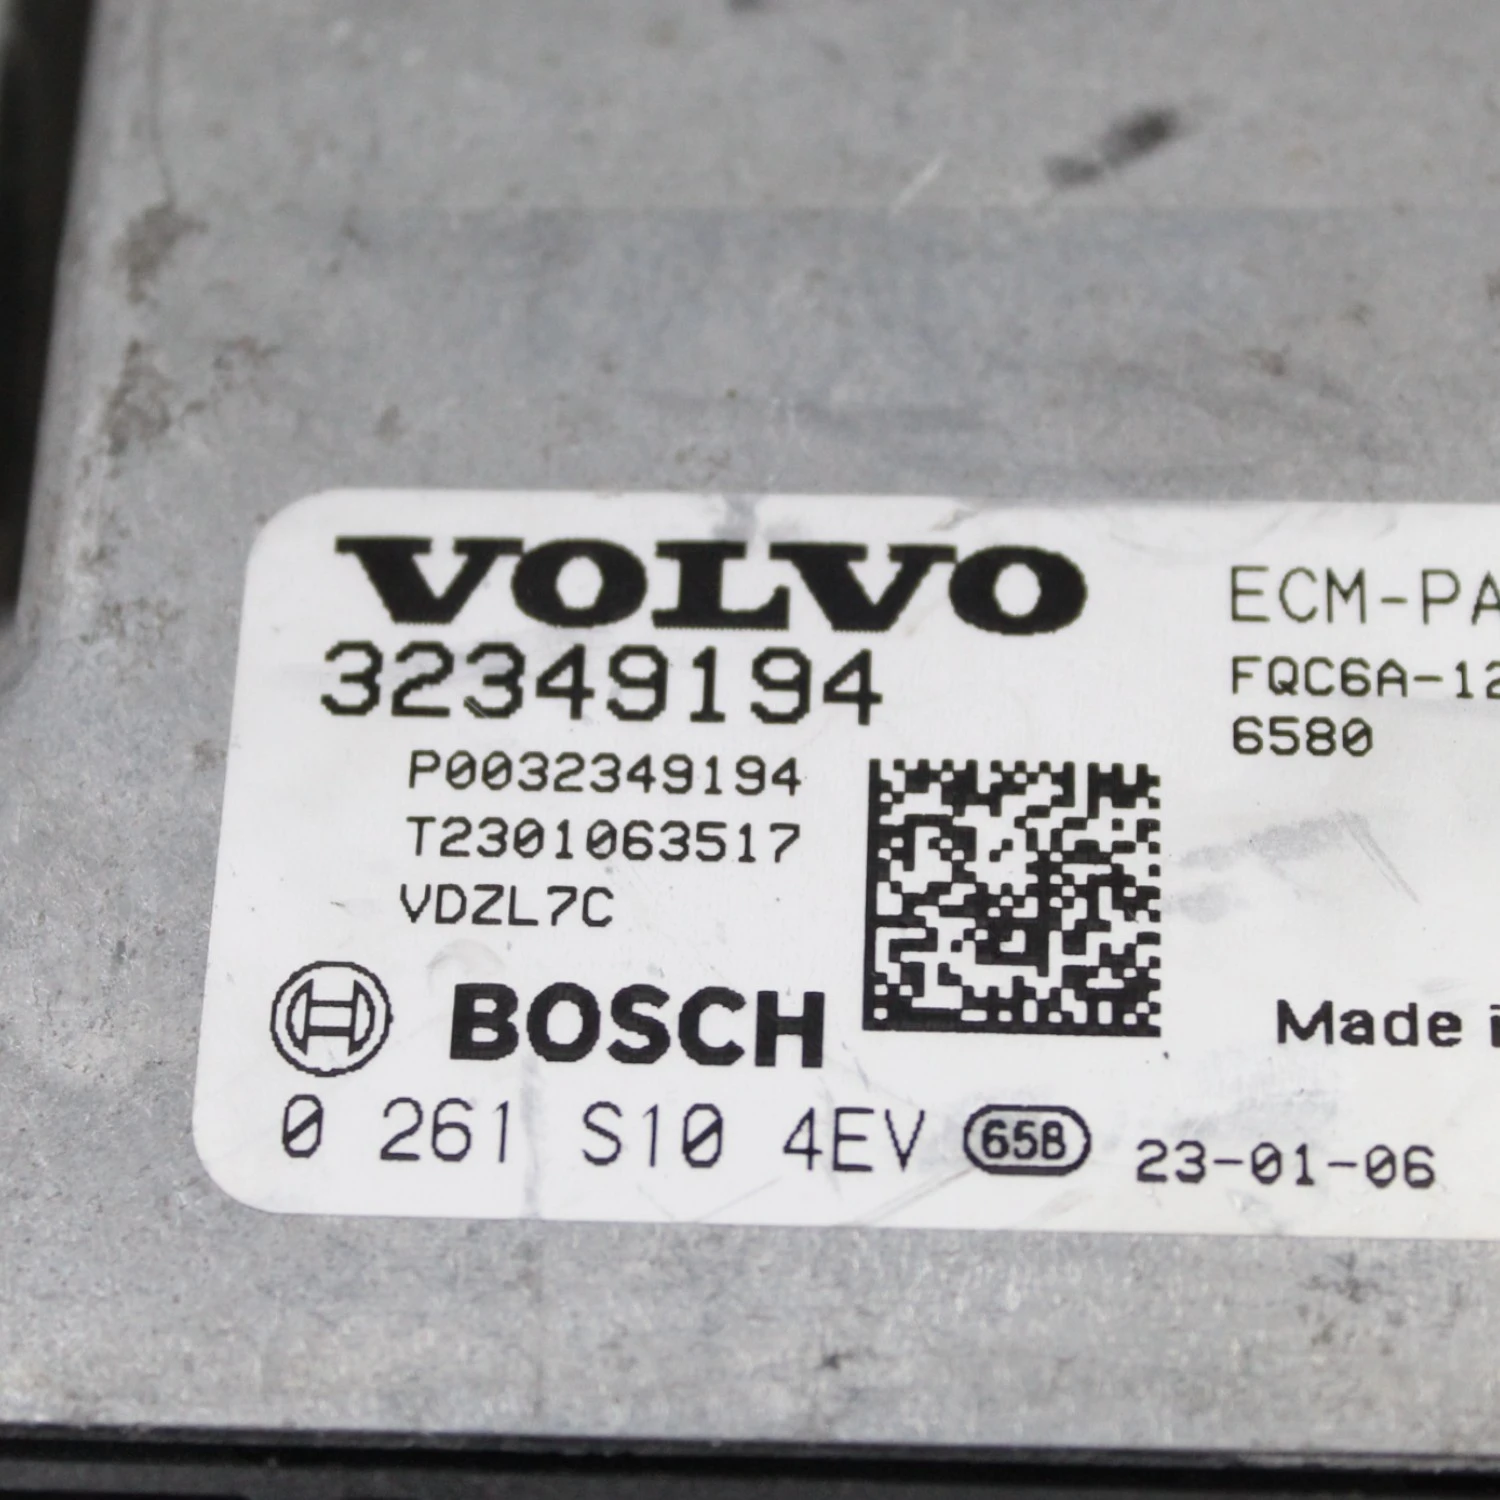 VOLVO
32349194
P0032349194
T2301063517
VDZL7C
BOSCH
0 261 S10 4EV 65B 23-01-06
ECM-PA
FQC6A-12
6580
Made i